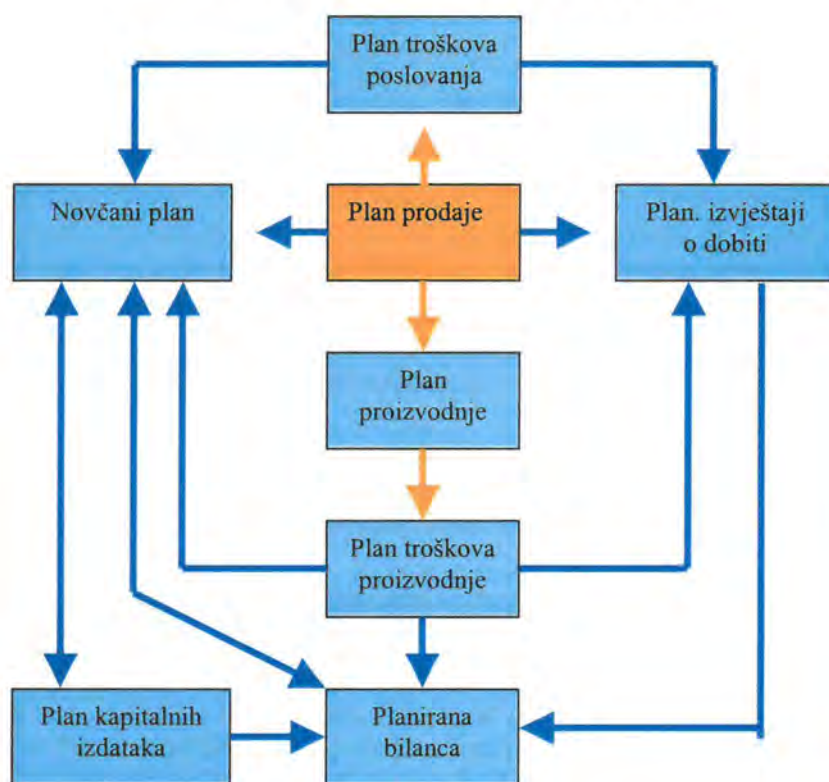 Plan troškova
poslovanja
Novčani plan
Plan prodaje
Plan. izvještaji
o dobiti
Plan
proizvodnje
Plan troškova
proizvodnje
Plan kapitalnih
izdataka
Planirana
bilanca